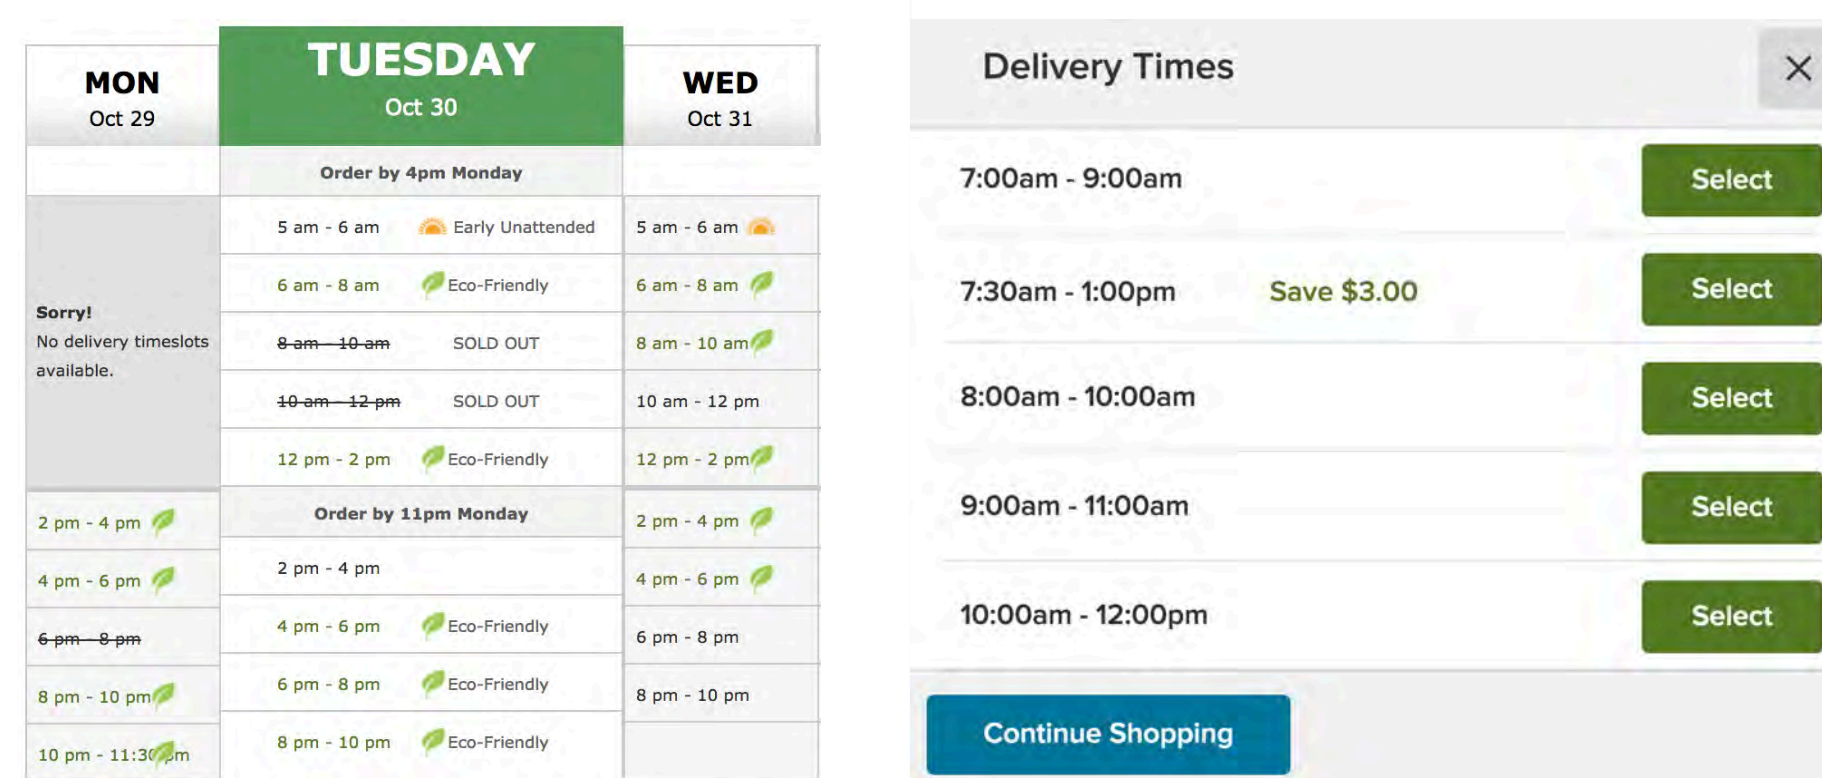 MON
Oct 29
Sorry!
No delivery timeslots
available.
2 pm - 4 pm
4 pm - 6 pm
6 pm - 8 pm
8 pm - 10 pm
10 pm - 11:30 pm
TUESDAY
Oct 30
Order by 4pm Monday
5 am - 6 am Early Unattended
6 am - 8 am Eco-Friendly
8 am - 10 am SOLD OUT
10 am - 12 pm SOLD OUT
12 pm - 2 pm Eco-Friendly
Order by 11pm Monday
2 pm - 4 pm
4 pm - 6 pm Eco-Friendly
6 pm - 8 pm Eco-Friendly
8 pm - 10 pm Eco-Friendly
WED
Oct 31
5 am - 6 am
6 am - 8 am
8 am - 10 am
10 am - 12 pm
12 pm - 2 pm
2 pm - 4 pm
4 pm - 6 pm
6 pm - 8 pm
8 pm - 10 pm
Delivery Times
7:00am - 9:00am Select
7:30am - 1:00pm Save $3.00 Select
8:00am - 10:00am Select
9:00am - 11:00am Select
10:00am - 12:00pm Select
Continue Shopping